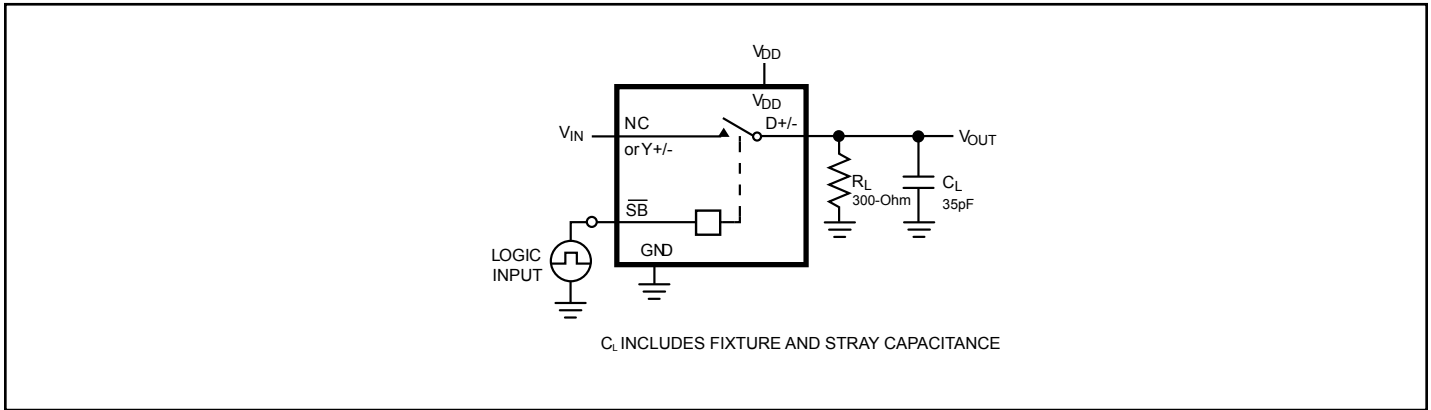 VDD
VDD
VIN
NC
D+/-
VOUT
or Y+/-
RL
300-Ohm
CL
35pF
SB
LOGIC
INPUT
GND
CL INCLUDES FIXTURE AND STRAY CAPACITANCE